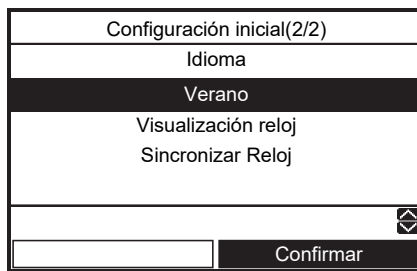 Configuración inicial(2/2)
Idioma
Verano
Visualización reloj
Sincronizar Reloj
Confirmar